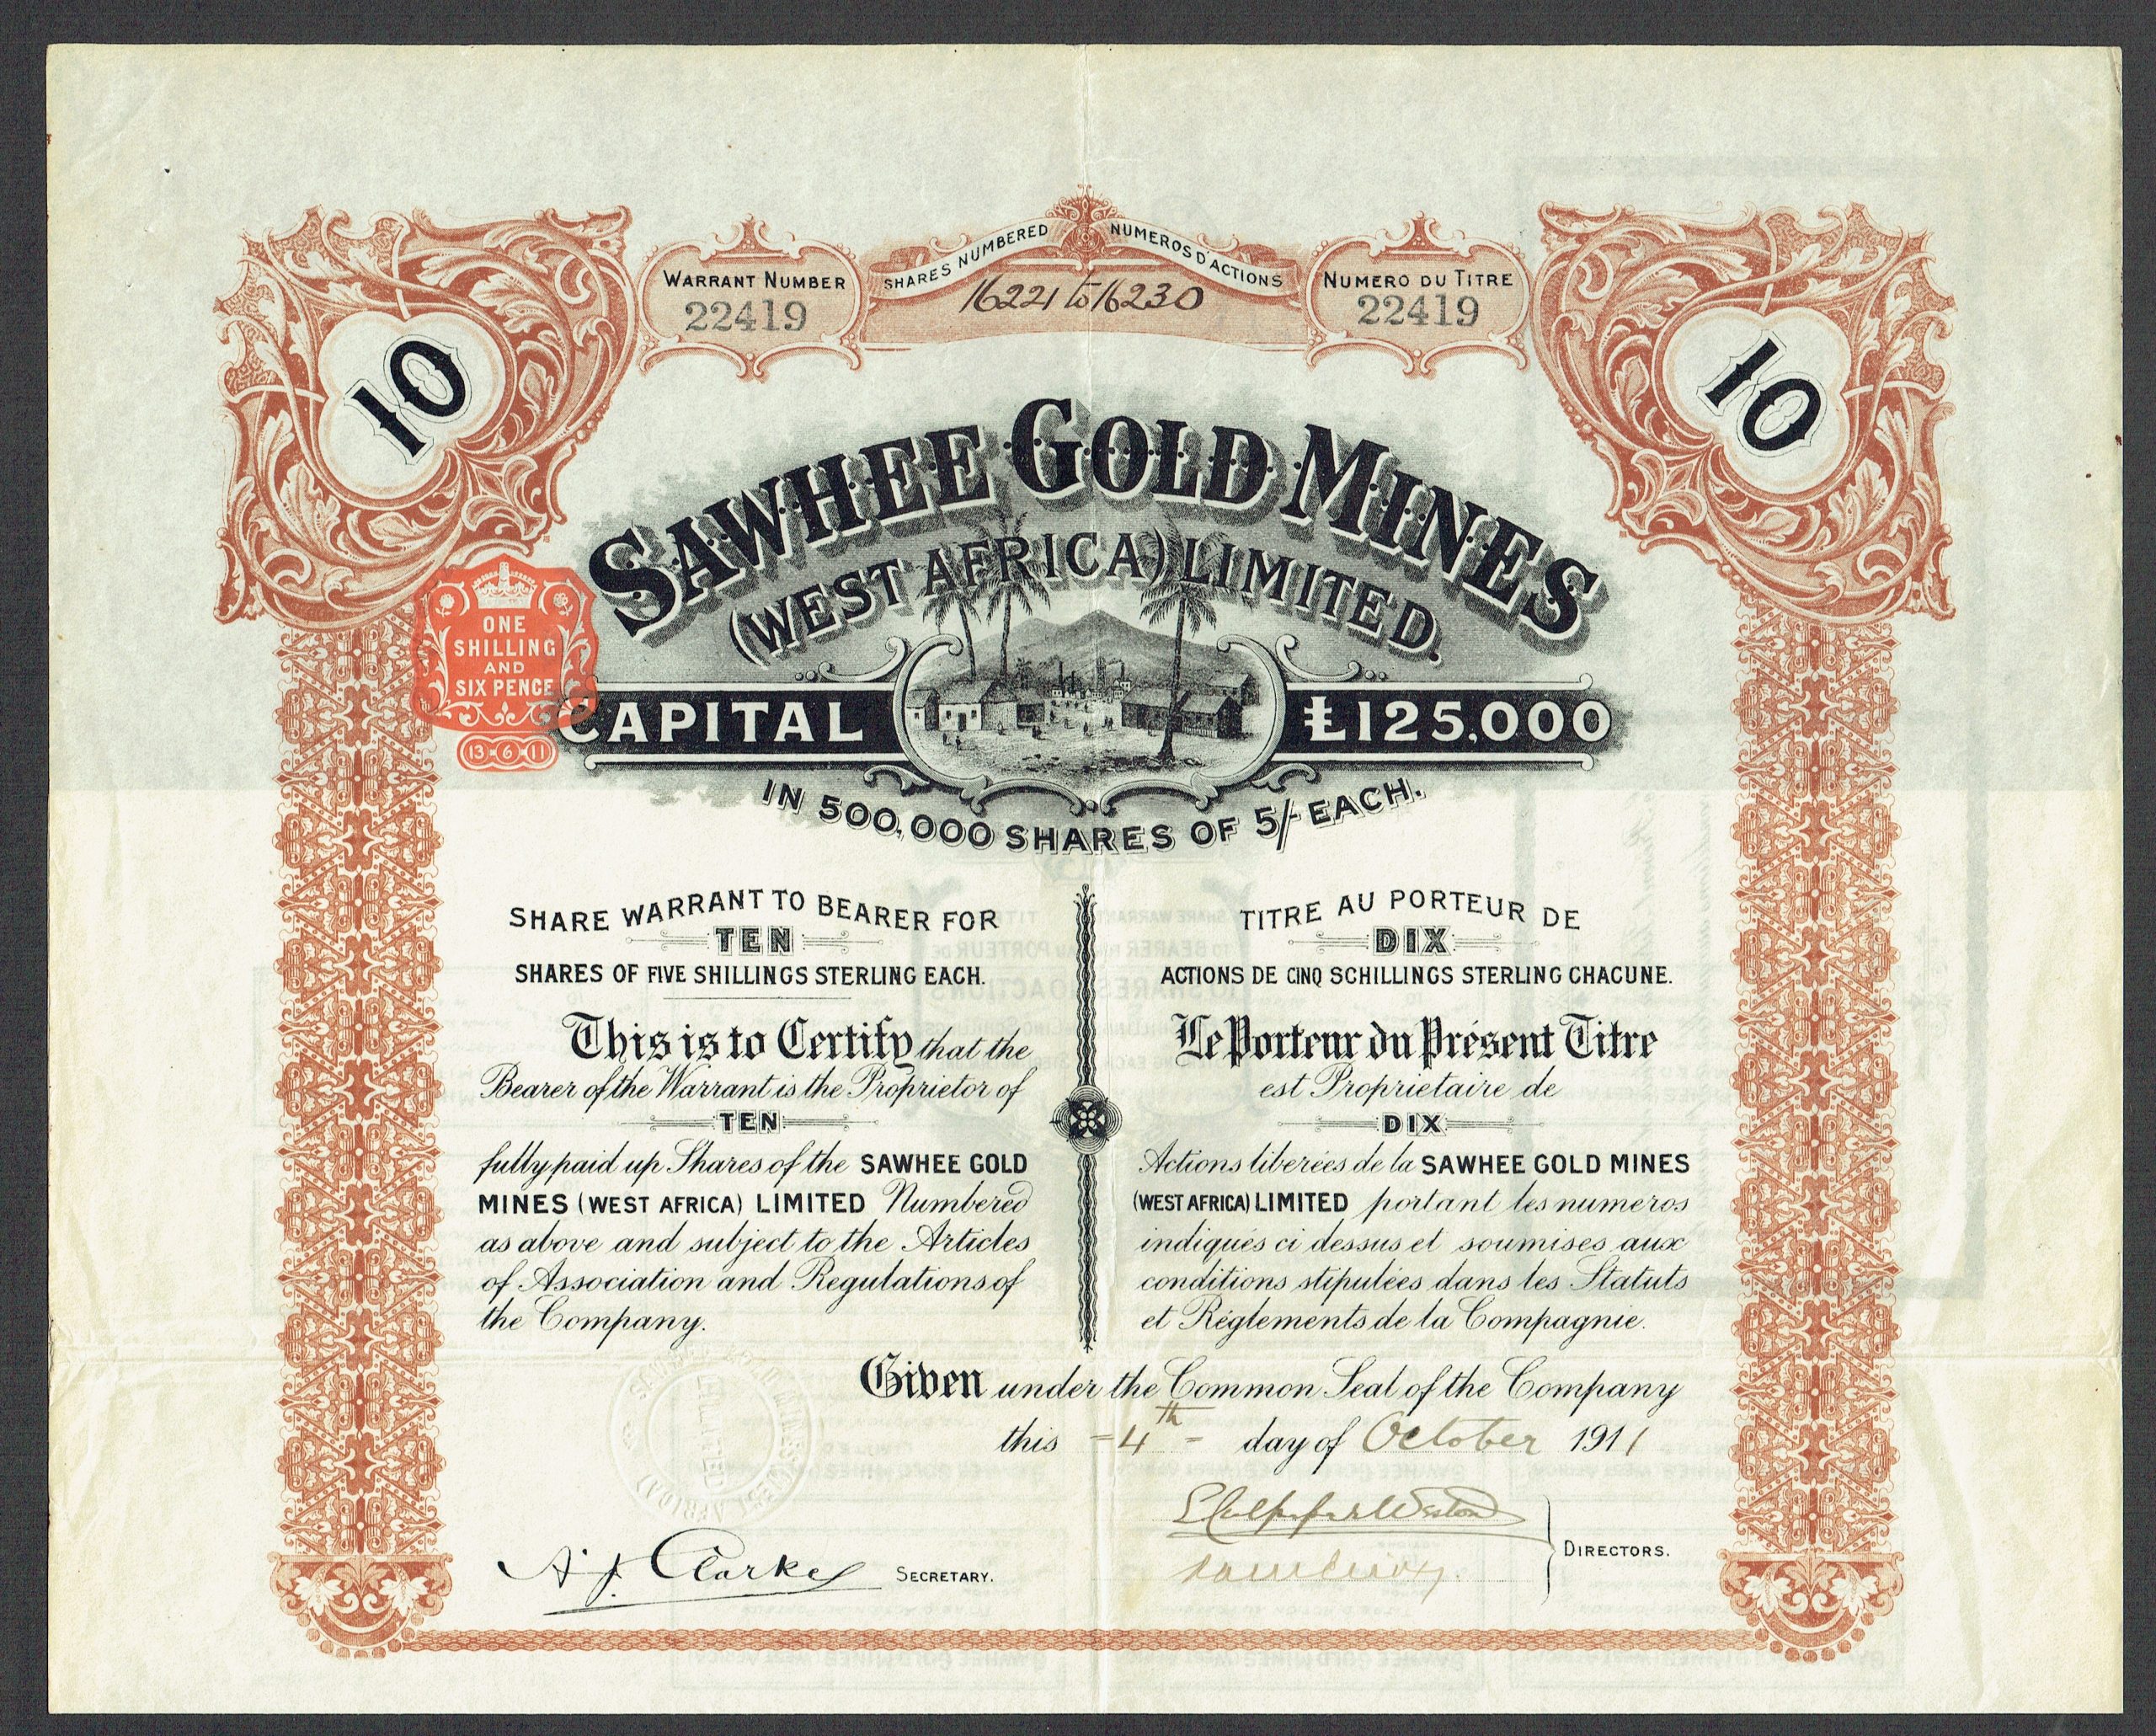 SHARES NUMBERED NUMEROS D'ACTIONS
WARRANT NUMBER
22419
16221 to 16230
NUMERO DU TITRE
22419
10
10
SAWHEE GOLD MINES
(WEST AFRICA) LIMITED.
ONE
SHILLING
AND
SIX PENCE
13·6·11
CAPITAL £125,000
IN 500,000 SHARES OF 5/- EACH.
SHARE WARRANT TO BEARER FOR
TEN
SHARES OF FIVE SHILLINGS STERLING EACH.
This is to Certify that the
Bearer of the Warrant is the Proprietor of
TEN
fully paid up Shares of the SAWHEE GOLD
MINES (WEST AFRICA) LIMITED Numbered
as above and subject to the Articles
of Association and Regulations of
the Company.
TITRE AU PORTEUR DE
DIX
ACTIONS DE CINQ SCHILLINGS STERLING CHACUNE.
Le Porteur du Présent Titre
est Proprietaire de
DIX
Actions liberées de la SAWHEE GOLD MINES
(WEST AFRICA) LIMITED portant les numeros
indiqués ci dessus et soumises aux
conditions stipulées dans les Statuts
et Réglements de la Compagnie.
Given under the Common Seal of the Company
this -4th- day of October 1911
DIRECTORS.
A. J. Clarke SECRETARY.